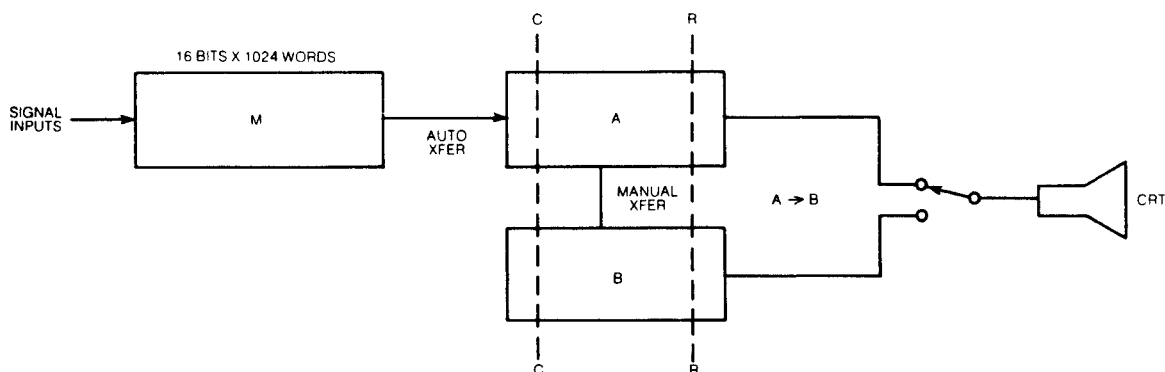 C
R
16 BITS X 1024 WORDS
SIGNAL
INPUTS
M
AUTO
XFER
A
MANUAL
XFER
A → B
CRT
B
C
R